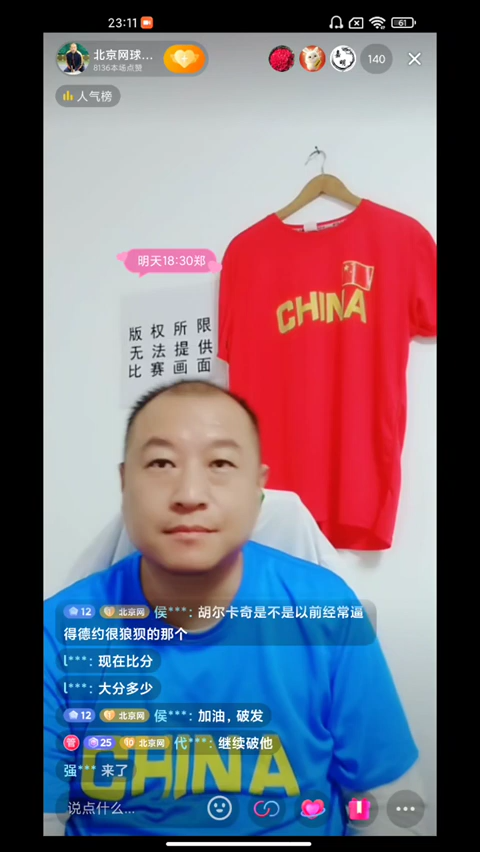 23:11
61
北京网球...
8136本场点赞
140
人气榜
明天18:30郑
版权所限
无法提供
比赛画面
CHINA
12 北京网 侯***: 胡尔卡奇是不是以前经常逼
得德约很狼狈的那个
l***: 现在比分
l***: 大分多少
12 北京网 侯***: 加油，破发
管 25 北京网 代***: 继续破他
强*** 来了
CHINA
说点什么...